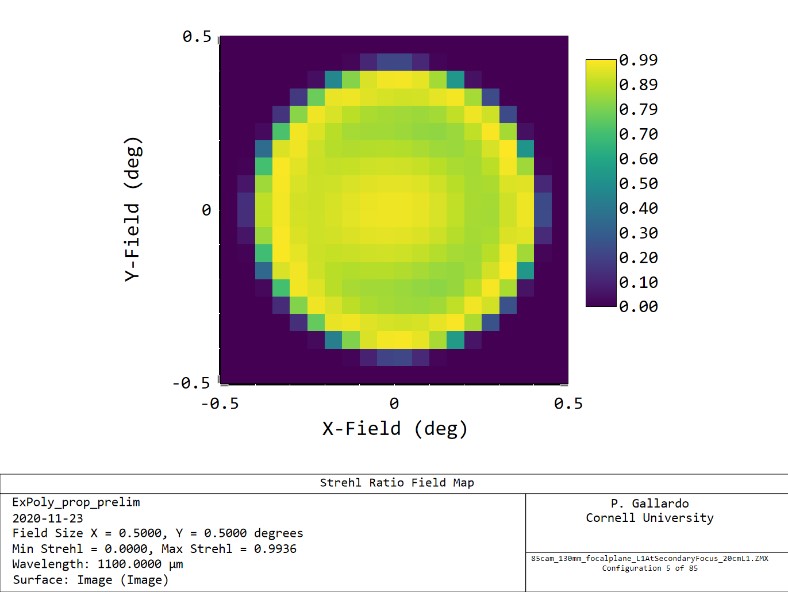 0.5
0
-0.5
Y-Field (deg)
-0.5
0
0.5
X-Field (deg)
0.99
0.89
0.79
0.70
0.60
0.50
0.40
0.30
0.20
0.10
0.00
Strehl Ratio Field Map
ExPoly_prop_prelim
2020-11-23
Field Size X = 0.5000, Y = 0.5000 degrees
Min Strehl = 0.0000, Max Strehl = 0.9936
Wavelength: 1100.0000 µm
Surface: Image (Image)
P. Gallardo
Cornell University
85cam_130mm_focalplane_L1AtSecondaryFocus_20cmL1.ZMX
Configuration 5 of 85